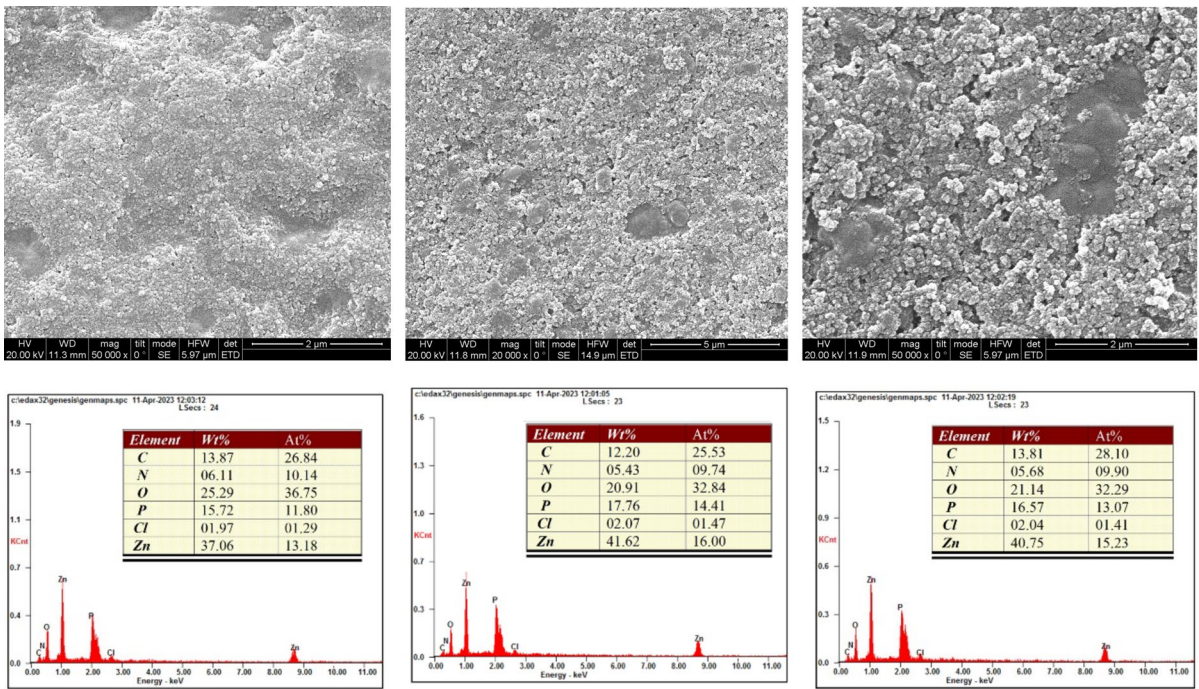 HV WD mag tilt mode HFW det 2 µm
20.00 kV 11.3 mm 50 000 x 0 ° SE 5.97 µm ETD
HV WD mag tilt mode HFW det 5 µm
20.00 kV 11.8 mm 20 000 x 0 ° SE 14.9 µm ETD
HV WD mag tilt mode HFW det 2 µm
20.00 kV 11.9 mm 50 000 x 0 ° SE 5.97 µm ETD
c:\edax32\genesis\genmaps.spc 11-Apr-2023 12:03:12
LSecs : 24
1.9
Element Wt% At%
C 13.87 26.84
N 06.11 10.14
1.5
O 25.29 36.75
P 15.72 11.80
Cl 01.97 01.29
1.1
Zn 37.06 13.18
KCnt
0.7
Zn
0.4
P
O
N
C
Cl
Zn
0.0
0.00 1.00 2.00 3.00 4.00 5.00 6.00 7.00 8.00 9.00 10.00 11.00
Energy - keV
c:\edax32\genesis\genmaps.spc 11-Apr-2023 12:01:05
LSecs : 23
1.6
Element Wt% At%
C 12.20 25.53
1.3
N 05.43 09.74
O 20.91 32.84
P 17.76 14.41
Cl 02.07 01.47
1.0
Zn 41.62 16.00
KCnt
0.7
Zn
P
0.3
O
N
C
Cl
Zn
0.0
0.00 1.00 2.00 3.00 4.00 5.00 6.00 7.00 8.00 9.00 10.00 11.00
Energy - keV
c:\edax32\genesis\genmaps.spc 11-Apr-2023 12:02:19
LSecs : 23
1.5
Element Wt% At%
C 13.81 28.10
1.2
N 05.68 09.90
O 21.14 32.29
P 16.57 13.07
Cl 02.04 01.41
0.9
Zn 40.75 15.23
KCnt
0.6
Zn
P
0.3
O
N
C
Cl
Zn
0.0
0.00 1.00 2.00 3.00 4.00 5.00 6.00 7.00 8.00 9.00 10.00 11.00
Energy - keV